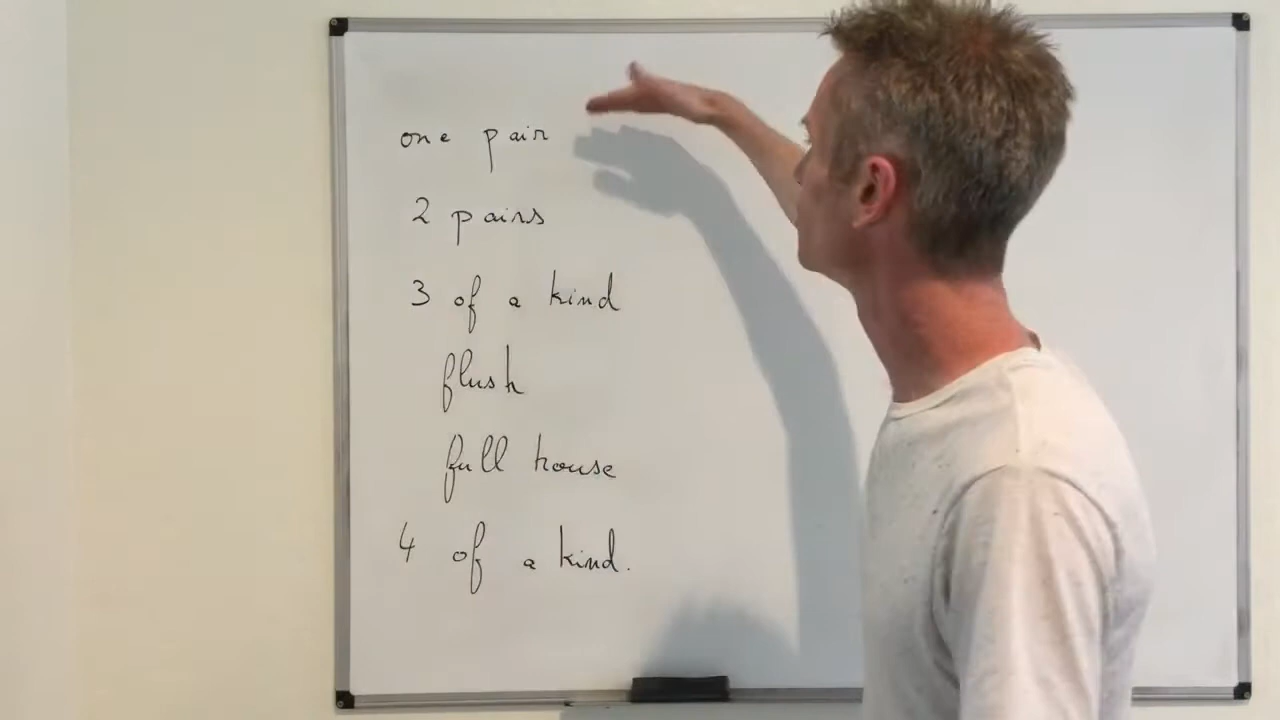 one pair
2 pairs
3 of a kind
flush
full house
4 of a kind.